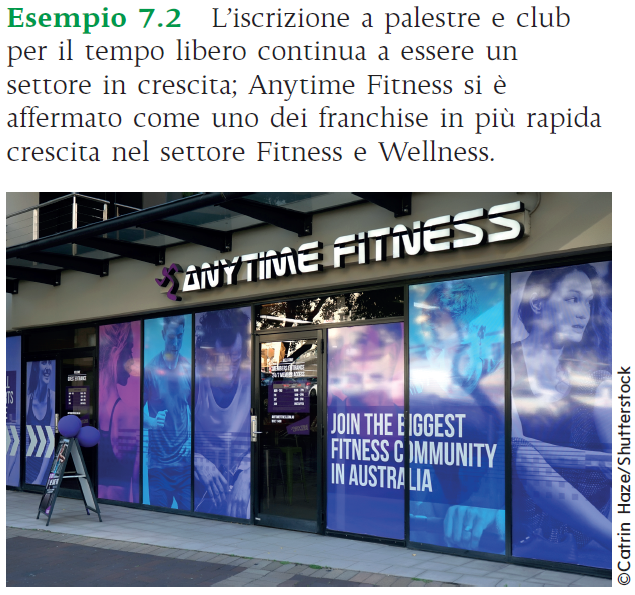 Esempio 7.2 L’iscrizione a palestre e club
per il tempo libero continua a essere un
settore in crescita; Anytime Fitness si è
affermato come uno dei franchise in più rapida
crescita nel settore Fitness e Wellness.
ANYTIME FITNESS
JOIN THE BIGGEST
FITNESS COMMUNITY
IN AUSTRALIA
©Catrin Haze/Shutterstock